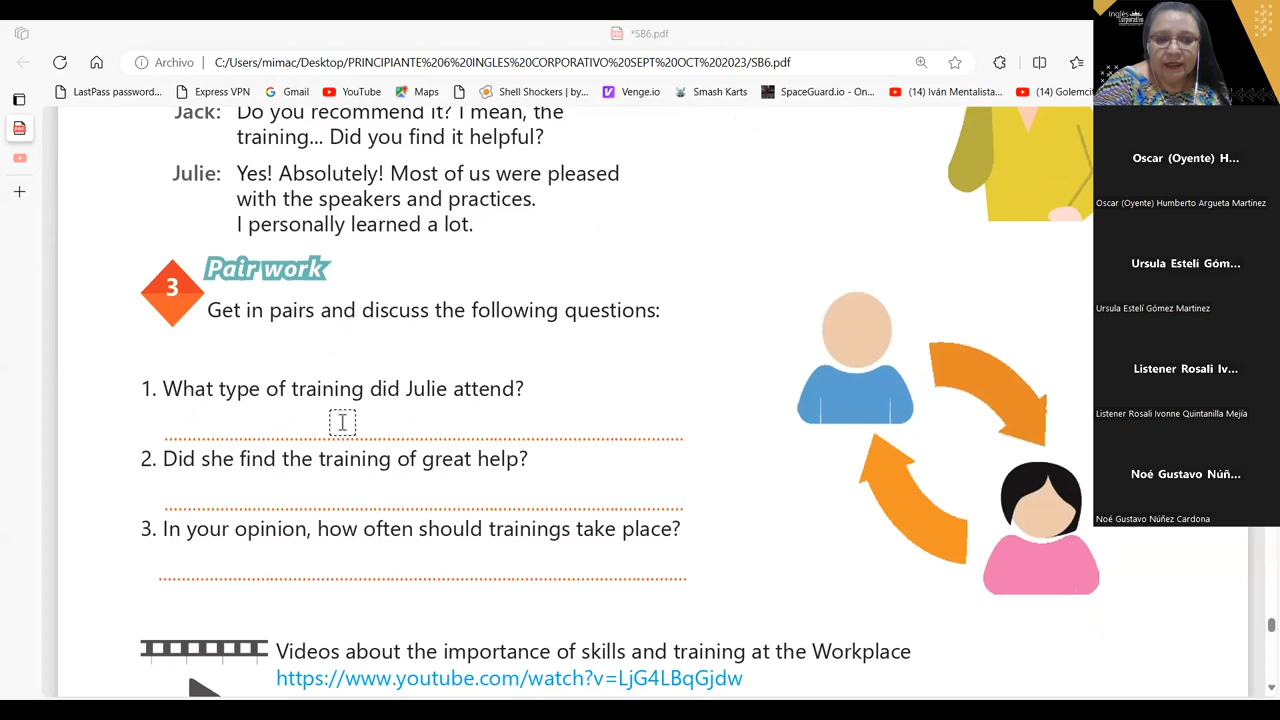 *SB6.pdf
Archivo C:/Users/mimac/Desktop/PRINCIPIANTE%206%20INGLES%20CORPORATIVO%20SEPT%20OCT%202023/SB6.pdf
LastPass password... Express VPN Gmail YouTube Maps Shell Shockers | by... Venge.io Smash Karts SpaceGuard.io - On... (14) Iván Mentalista... (14) Golemcit
Inglés
Corporativo
Jack: Do you recommend it? I mean, the
training... Did you find it helpful?
Julie: Yes! Absolutely! Most of us were pleased
with the speakers and practices.
I personally learned a lot.
3 Pair work
Get in pairs and discuss the following questions:
1. What type of training did Julie attend?
2. Did she find the training of great help?
3. In your opinion, how often should trainings take place?
Videos about the importance of skills and training at the Workplace
https://www.youtube.com/watch?v=LjG4LBqGjdw
Oscar (Oyente) H...
Oscar (Oyente) Humberto Argueta Martinez
Ursula Estelí Góm...
Ursula Estelí Gómez Martinez
Listener Rosali Iv...
Listener Rosali Ivonne Quintanilla Mejía
Noé Gustavo Núñ...
Noé Gustavo Núñez Cardona